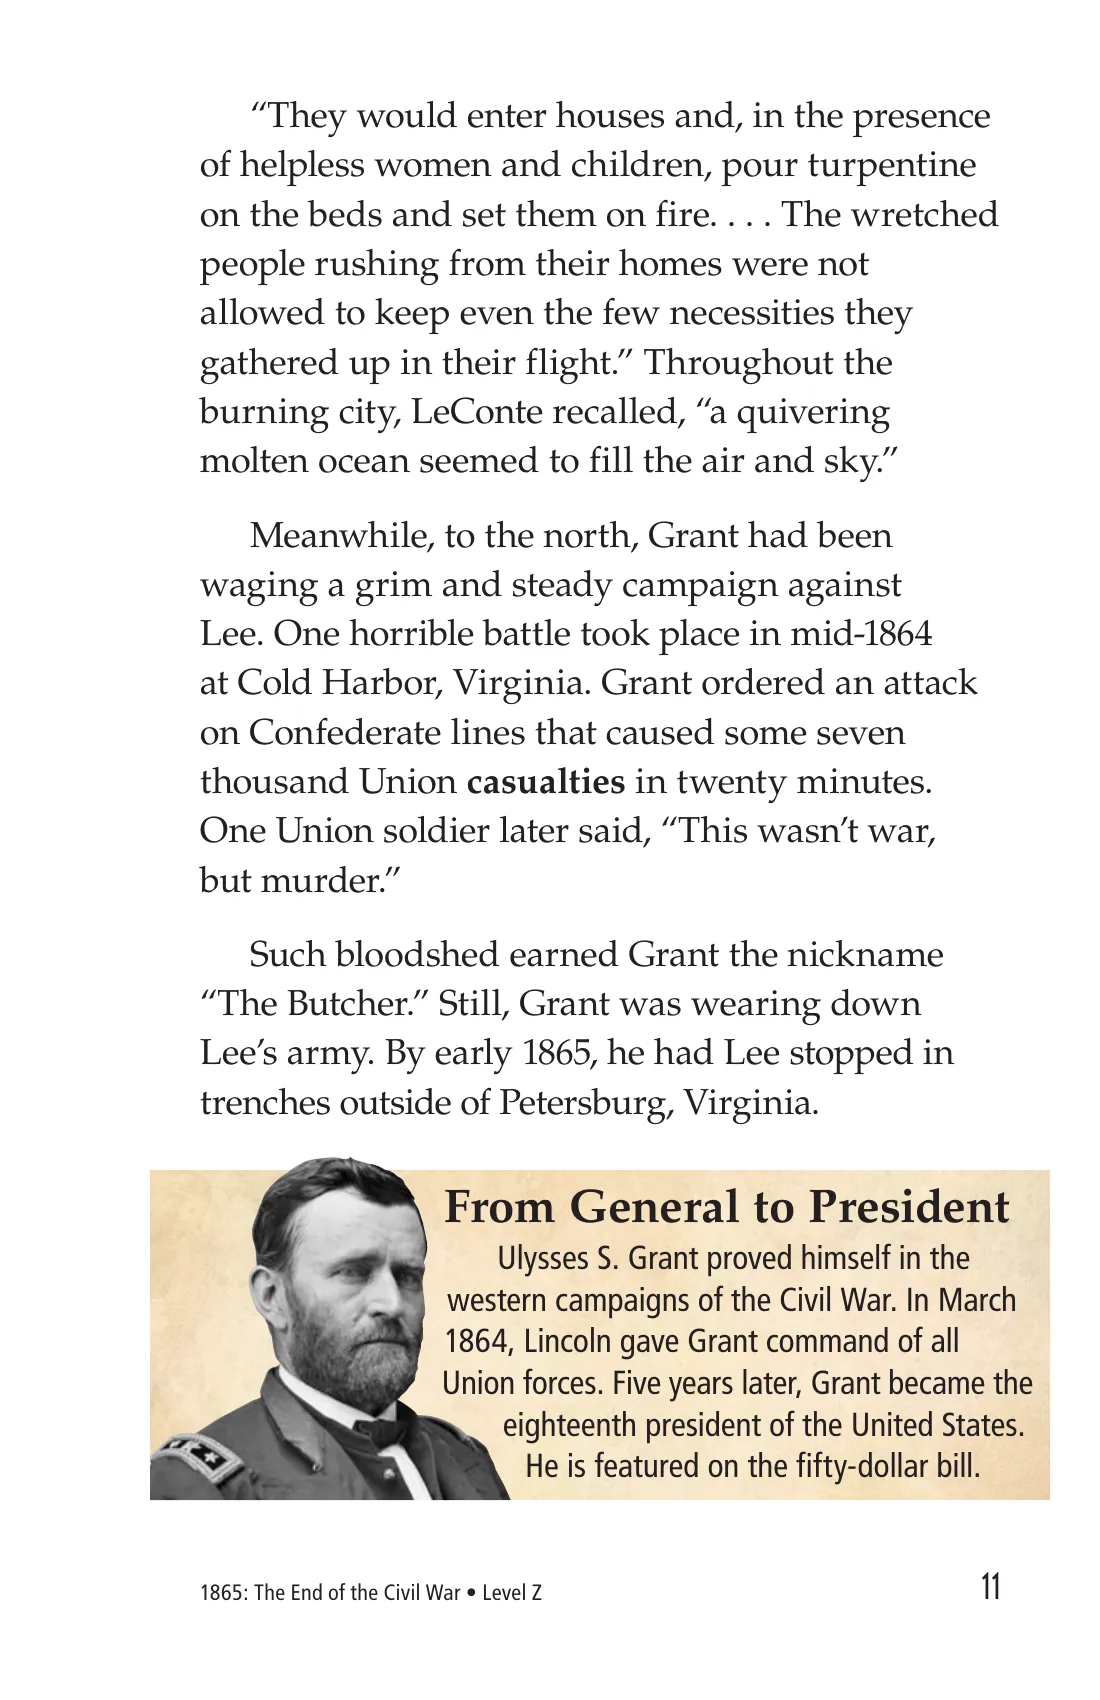 “They would enter houses and, in the presence
of helpless women and children, pour turpentine
on the beds and set them on fire. . . . The wretched
people rushing from their homes were not
allowed to keep even the few necessities they
gathered up in their flight.” Throughout the
burning city, LeConte recalled, “a quivering
molten ocean seemed to fill the air and sky.”
Meanwhile, to the north, Grant had been
waging a grim and steady campaign against
Lee. One horrible battle took place in mid-1864
at Cold Harbor, Virginia. Grant ordered an attack
on Confederate lines that caused some seven
thousand Union casualties in twenty minutes.
One Union soldier later said, “This wasn’t war,
but murder.”
Such bloodshed earned Grant the nickname
“The Butcher.” Still, Grant was wearing down
Lee’s army. By early 1865, he had Lee stopped in
trenches outside of Petersburg, Virginia.
From General to President
Ulysses S. Grant proved himself in the
western campaigns of the Civil War. In March
1864, Lincoln gave Grant command of all
Union forces. Five years later, Grant became the
eighteenth president of the United States.
He is featured on the fifty-dollar bill.
1865: The End of the Civil War • Level Z
11